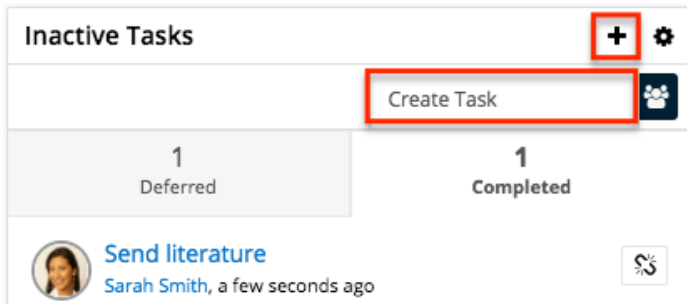 Inactive Tasks
Create Task
1 1
Deferred Completed
Send literature
Sarah Smith, a few seconds ago